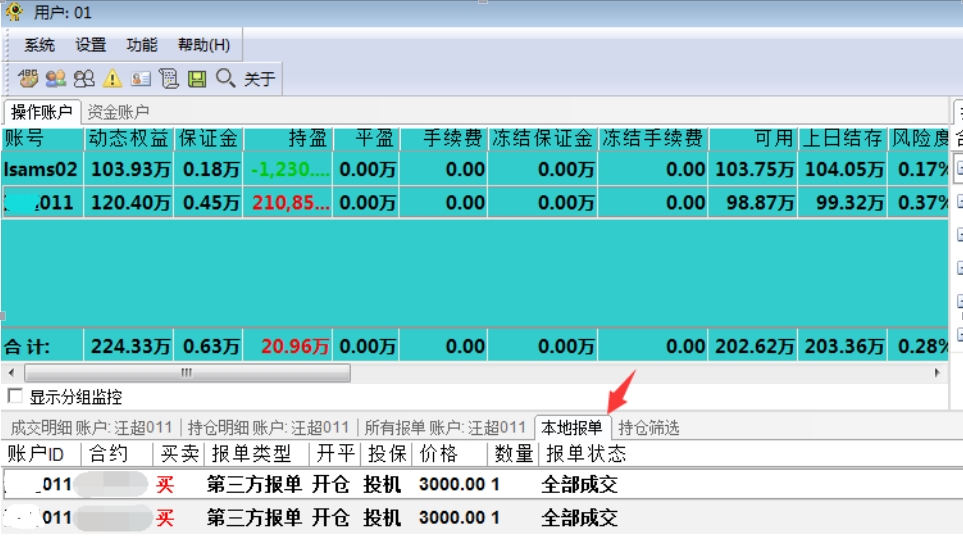 用户: 01
系统 设置 功能 帮助(H)
关于
操作账户 资金账户
账号 动态权益 保证金 持盈 平盈 手续费 冻结保证金 冻结手续费 可用 上日结存 风险度
lsams02 103.93万 0.18万 -1,230.... 0.00万 0.00 0.00万 0.00 103.75万 104.05万 0.17%
.011 120.40万 0.45万 210,85... 0.00万 0.00 0.00万 0.00 98.87万 99.32万 0.37%
合 计: 224.33万 0.63万 20.96万 0.00万 0.00 0.00万 0.00 202.62万 203.36万 0.28%
显示分组监控
成交明细 账户: 汪超011 持仓明细 账户: 汪超011 所有报单 账户: 汪超011 本地报单 持仓筛选
账户ID 合约 买卖 报单类型 开平 投保 价格 数量 报单状态
011 买 第三方报单 开仓 投机 3000.00 1 全部成交
011 买 第三方报单 开仓 投机 3000.00 1 全部成交